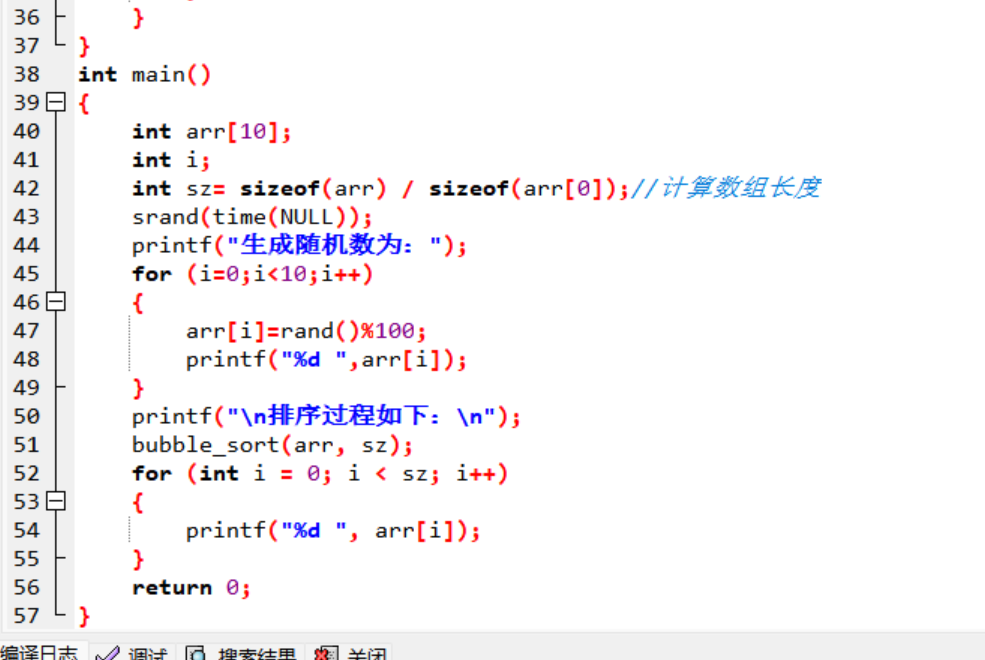 36 }
37 }
38 int main()
39 {
40 int arr[10];
41 int i;
42 int sz= sizeof(arr) / sizeof(arr[0]);//计算数组长度
43 srand(time(NULL));
44 printf("生成随机数为：");
45 for (i=0;i<10;i++)
46 {
47 arr[i]=rand()%100;
48 printf("%d ",arr[i]);
49 }
50 printf("\n排序过程如下：\n");
51 bubble_sort(arr, sz);
52 for (int i = 0; i < sz; i++)
53 {
54 printf("%d ", arr[i]);
55 }
56 return 0;
57 }
编译日志 调试 搜索结果 关闭